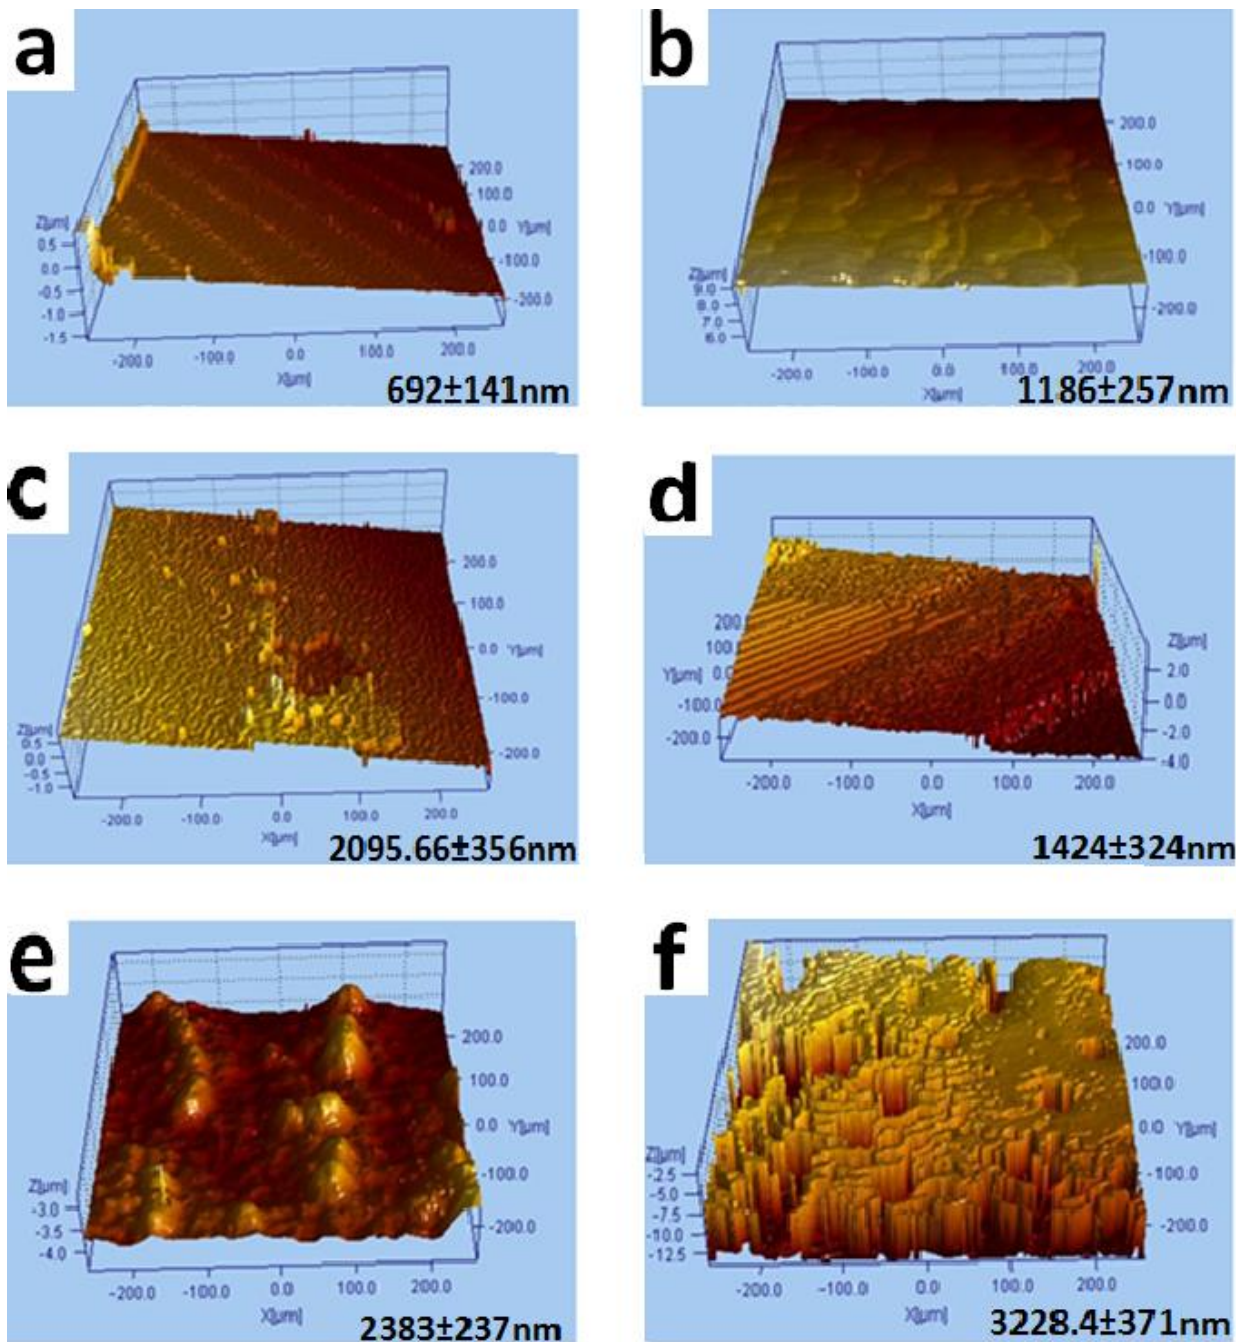 a
200.0
100.0
0.0 Y[µm]
-100.0
-200.0
Z[µm]
0.5
0.0
-0.5
-1.0
-1.5
-200.0 0.0 100.0 200.0
X[µm]
692±141nm
b
200.0
100.0
0.0 Y[µm]
-100.0
-200.0
Z[µm]
9.0
8.0
7.0
6.0
-200.0 -100.0 0.0 100.0 200.0
X[µm]
1186±257nm
c
200.0
100.0
0.0 Y[µm]
-100.0
-200.0
Z[µm]
0.5
0.0
-0.5
-1.0
-200.0 0.0 100.0 200.0
X[µm]
2095.66±356nm
d
200
100
Y[µm] 0.0
-100.0
-200.0
Z[µm]
2.0
0.0
-2.0
-4.0
-200.0 -100.0 0.0 100.0 200.0
X[µm]
1424±324nm
e
200.0
100.0
0.0 Y[µm]
-100.0
-200.0
Z[µm]
-3.0
-3.5
-4.0
-200.0 -100.0 0.0 100.0 200.0
X[µm]
2383±237nm
f
200.0
100.0
0.0 Y[µm]
-100.0
-200.0
Z[µm]
-2.5
-5.0
-7.5
-10.0
-12.5
-200.0 0.0 100.0 200.0
X[µm]
3228.4±371nm